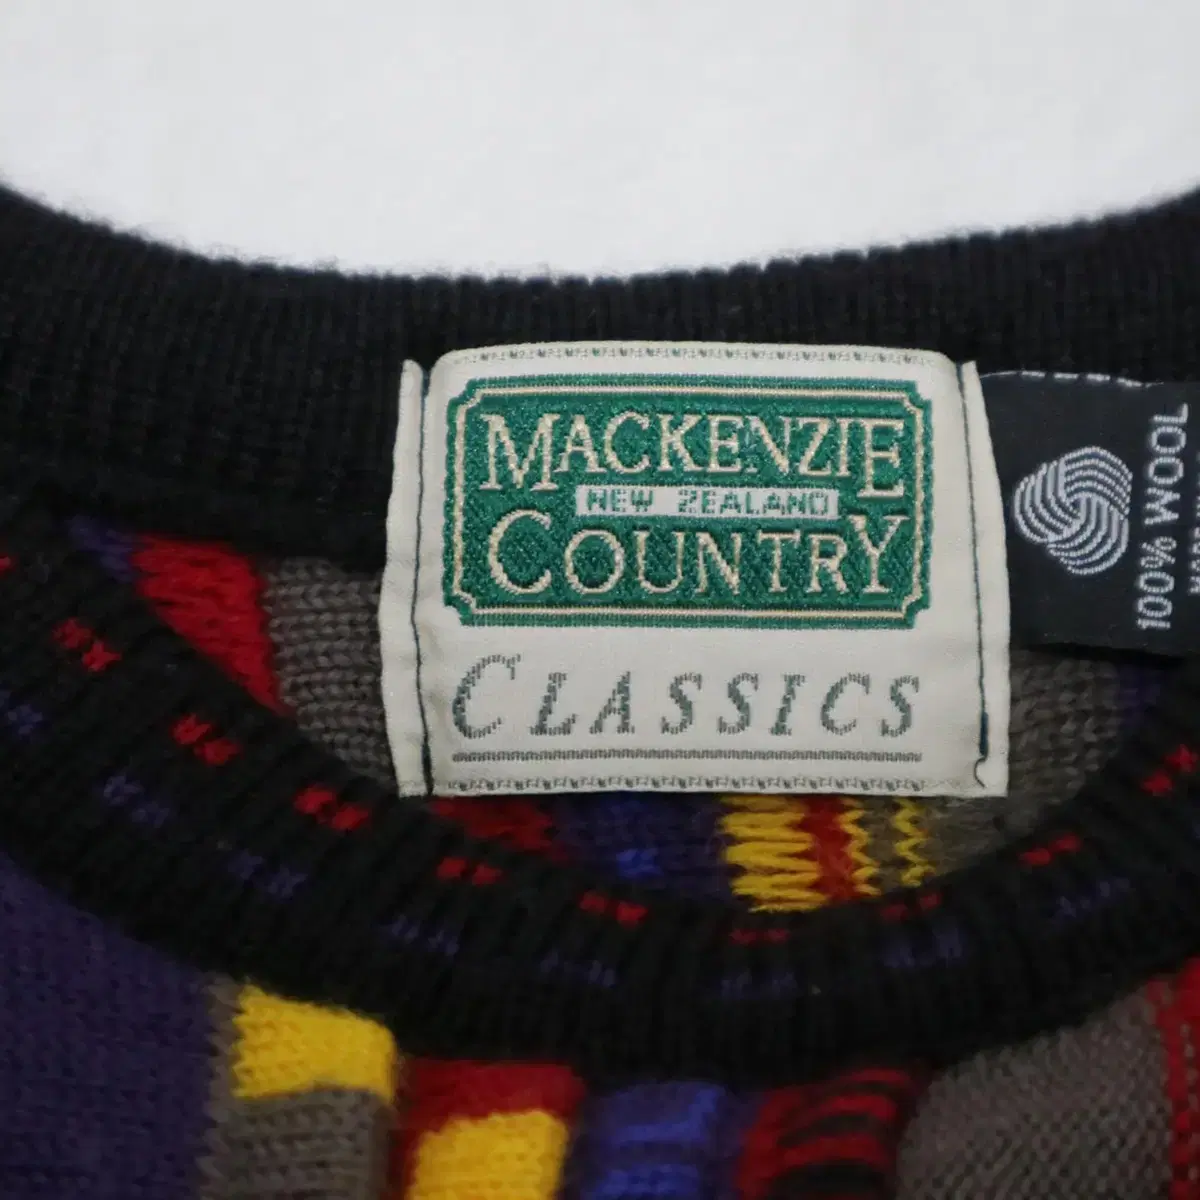 MACKENZIE
NEW ZEALAND
COUNTRY
CLASSICS
100% WOOL